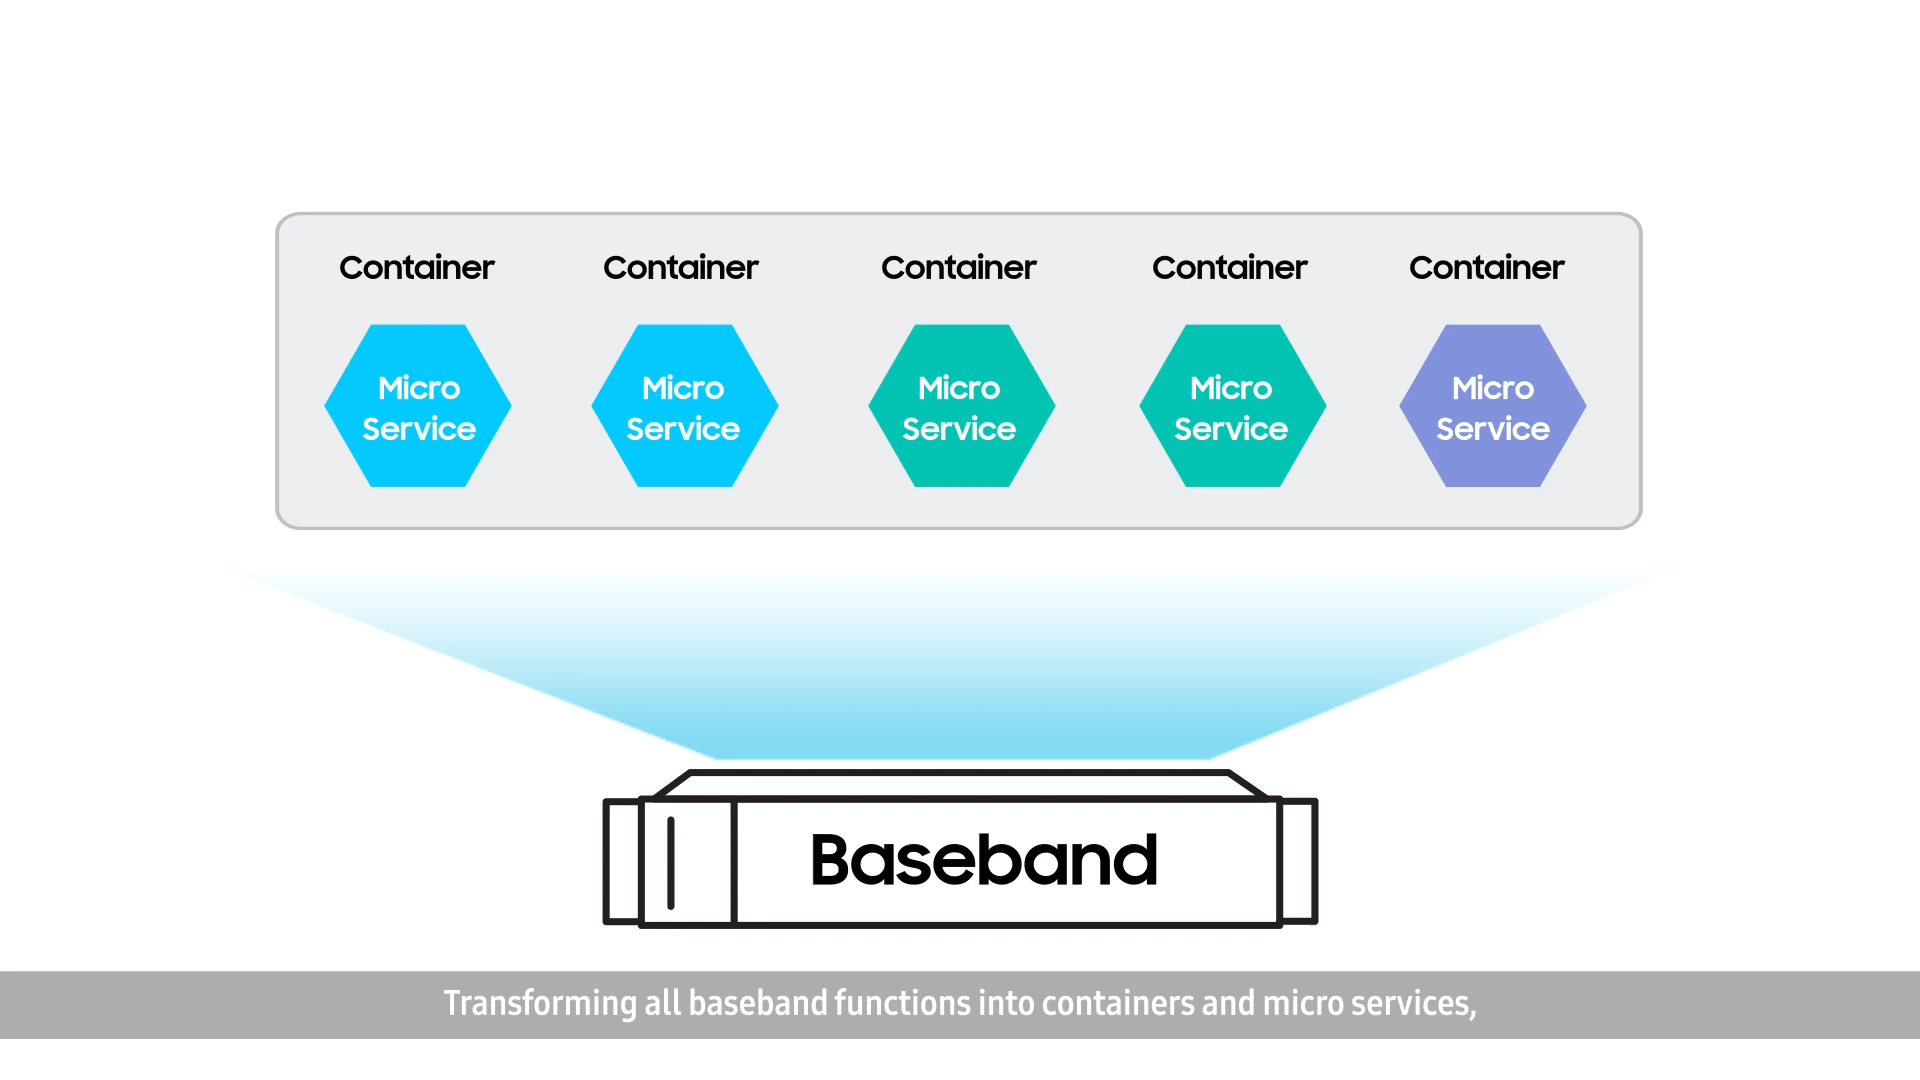 Container Container Container Container Container
Micro Micro Micro Micro Micro
Service Service Service Service Service
Baseband
Transforming all baseband functions into containers and micro services,